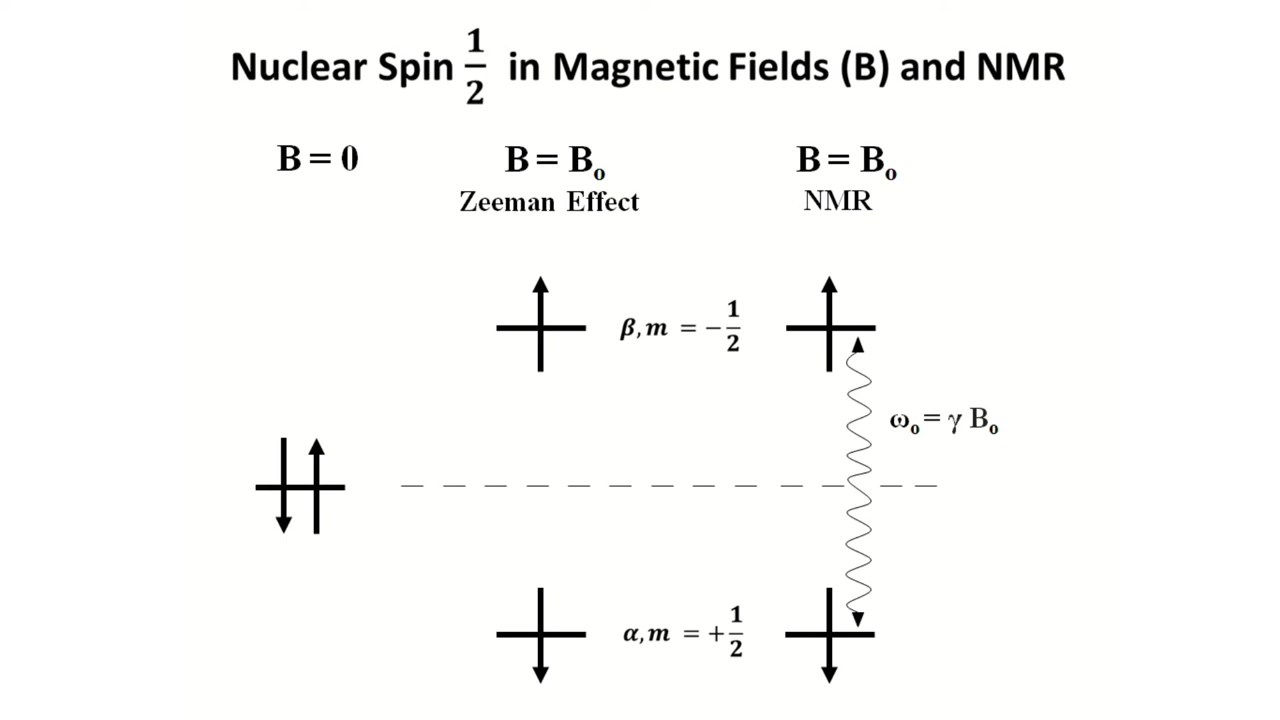 Nuclear Spin 1/2 in Magnetic Fields (B) and NMR
B = 0
B = Bₒ
B = Bₒ
Zeeman Effect
NMR
β, m = −1/2
ωₒ = γ Bₒ
α, m = +1/2